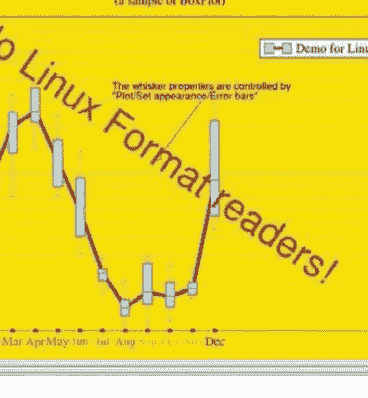 (a sample of BoxPlot)
Demo for Linu
o Linux Format readers!
The whisker properties are controlled by
"Plot/Set appearance/Error bars"
Mar Apr May Jun Jul Aug Dec